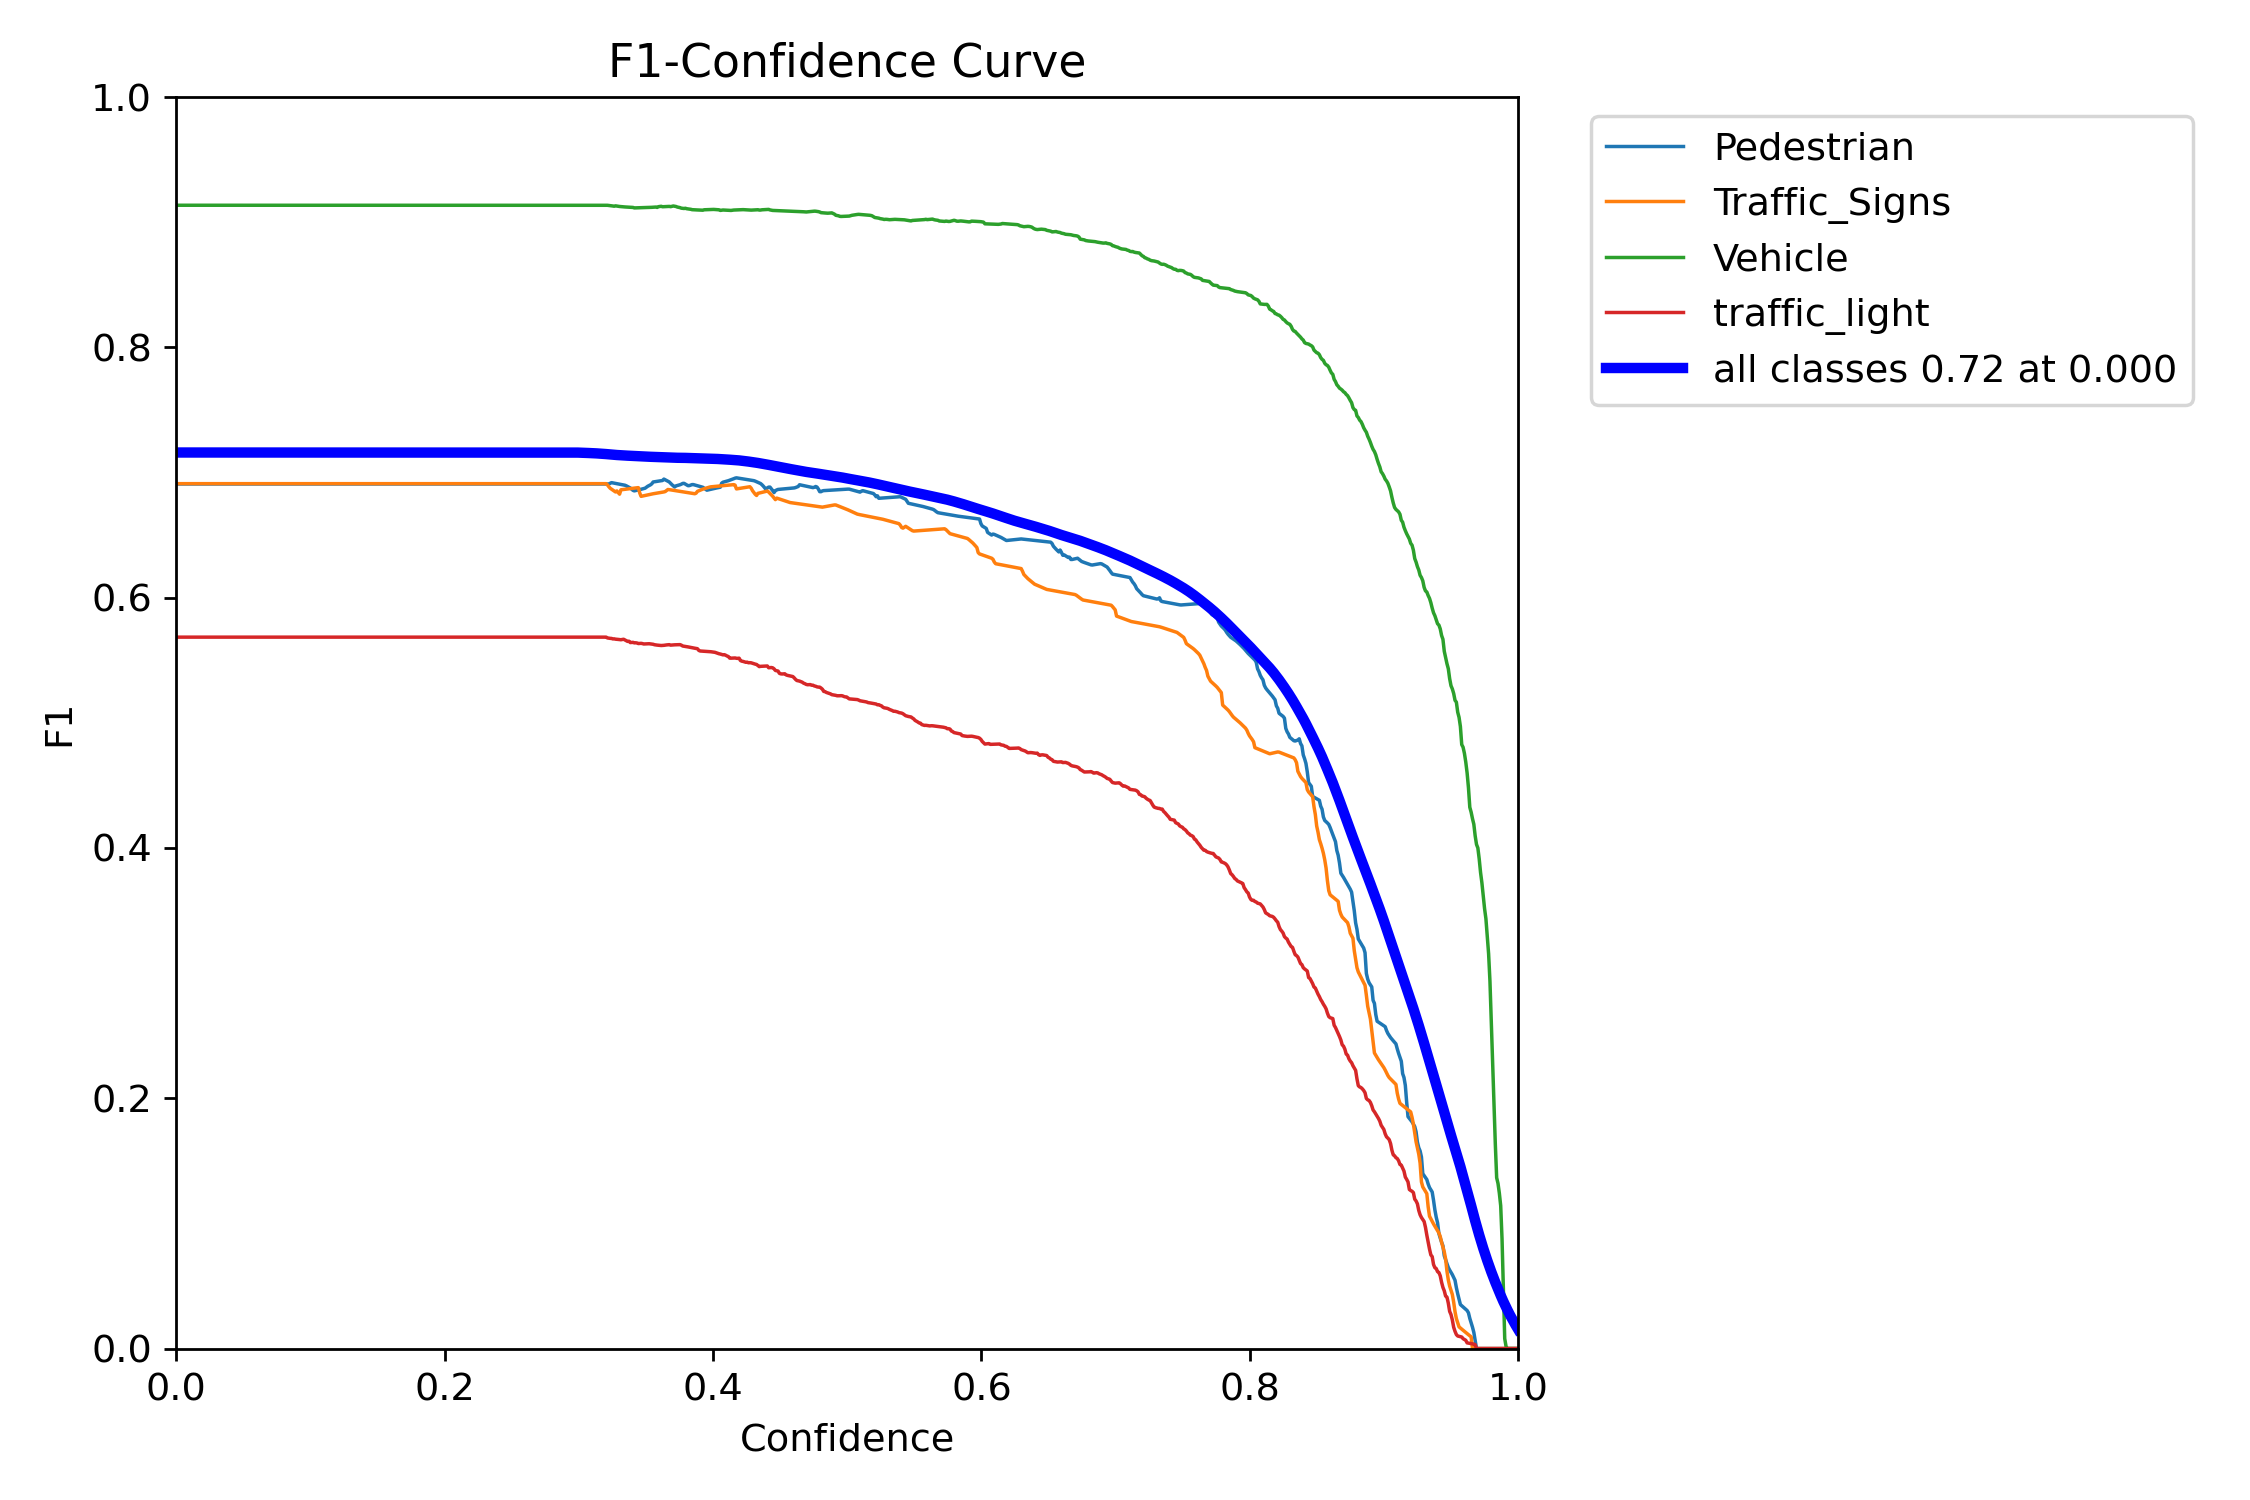 F1-Confidence Curve
1.0
0.8
0.6
0.4
0.2
0.0
F1
0.0 0.2 0.4 0.6 0.8 1.0
Confidence
Pedestrian
Traffic_Signs
Vehicle
traffic_light
all classes 0.72 at 0.000